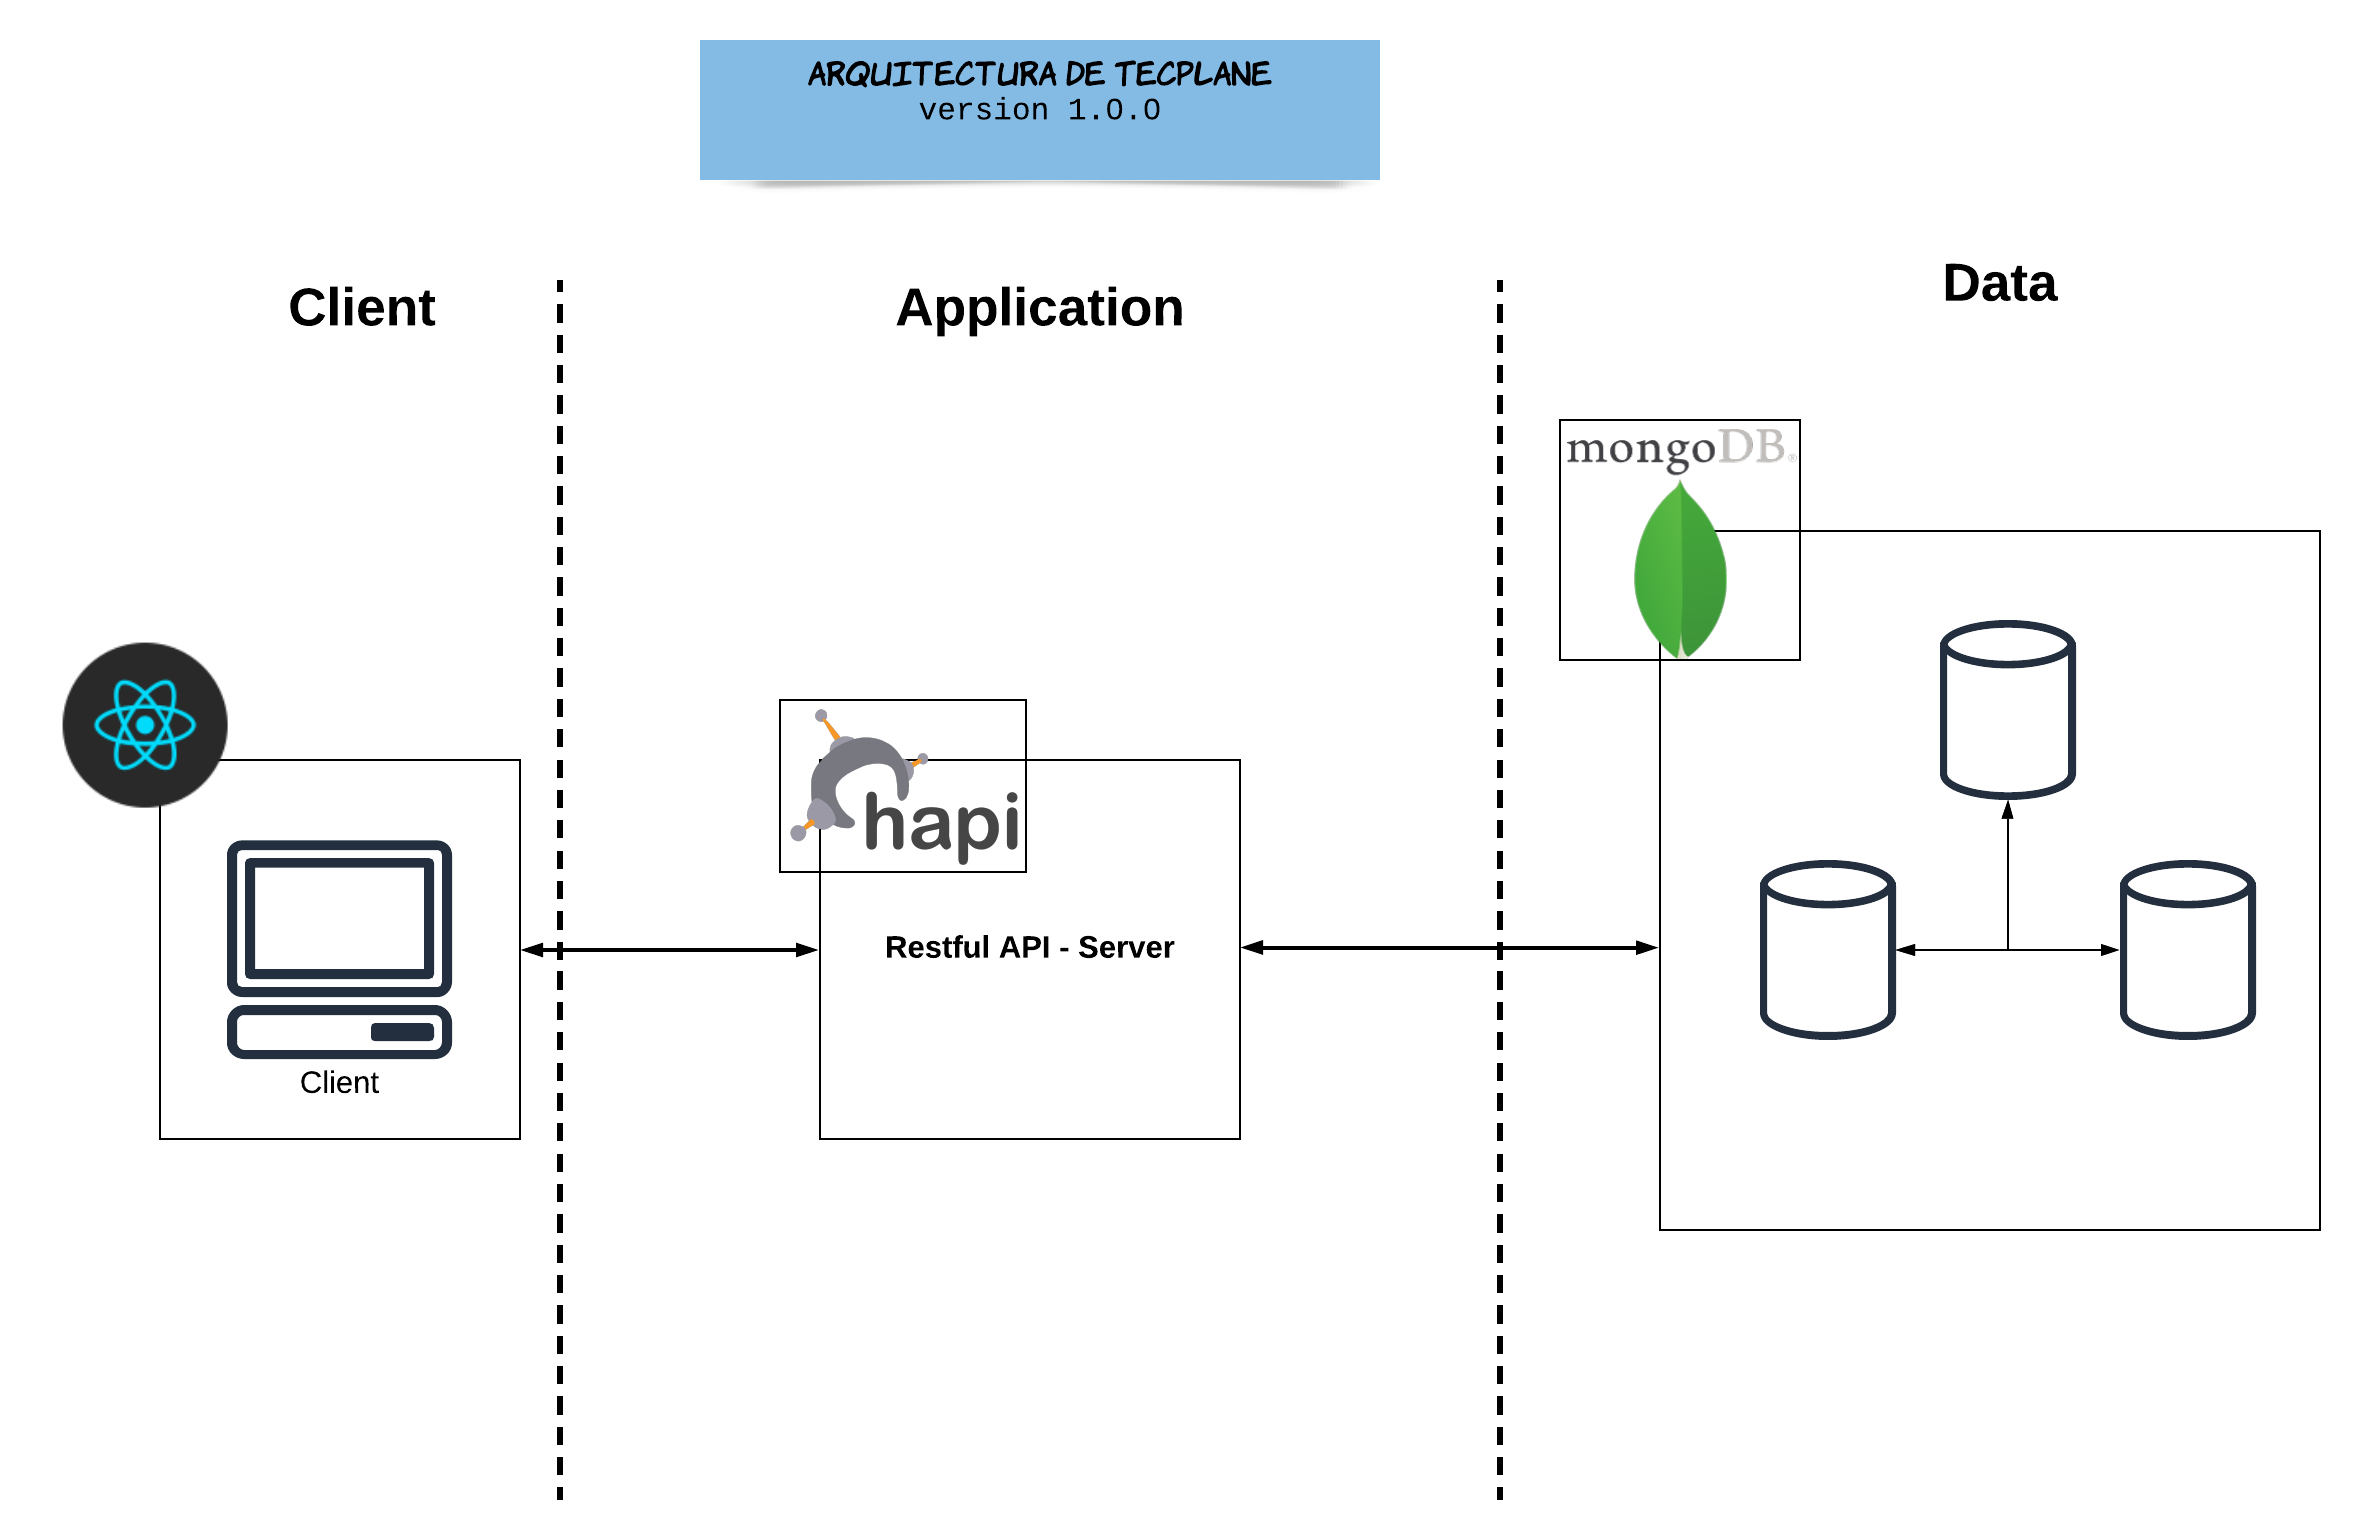 ARQUITECTURA DE TECPLANE
version 1.0.0
Client
Application
Data
mongoDB®
hapi
Restful API - Server
Client